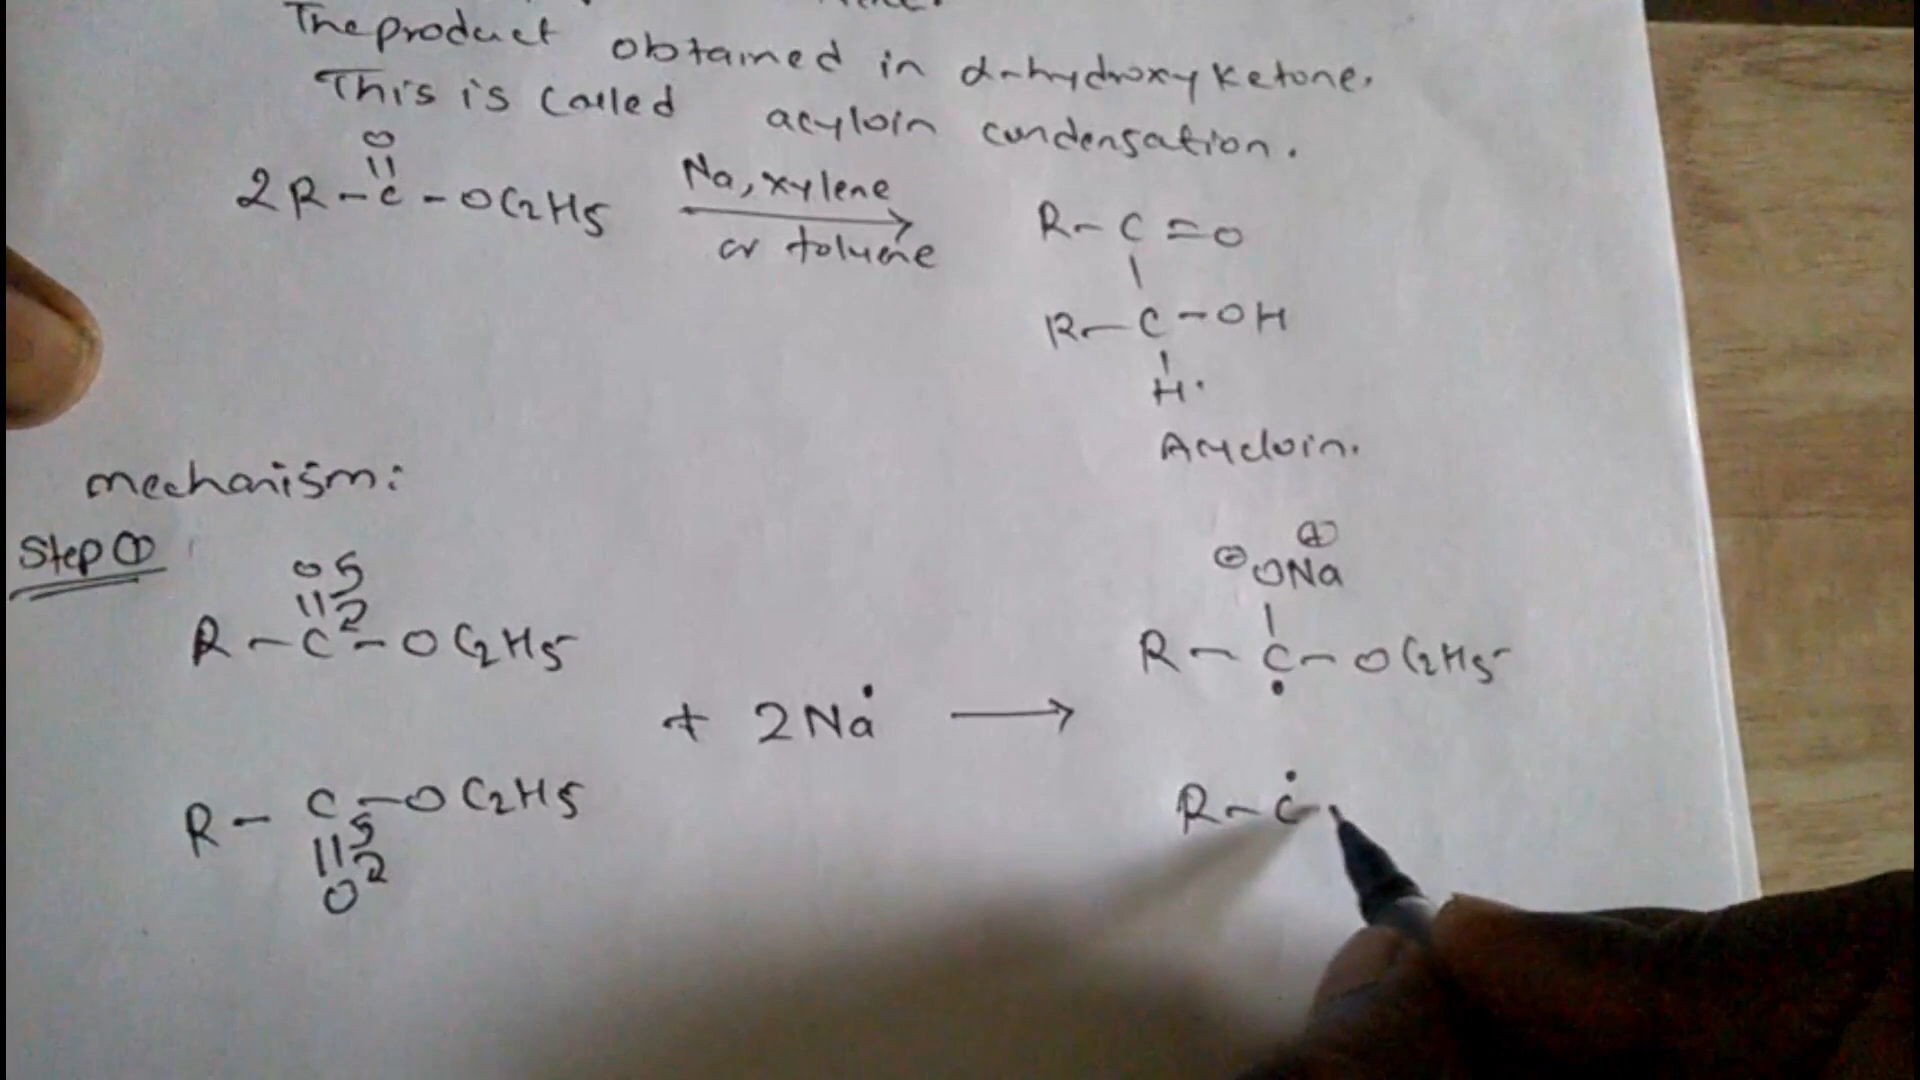 The product obtained in α-hydroxy ketone.
This is called acyloin condensation.
O
||
2R-C-OC2H5 Na, xylene
or toluene
R-C=O
|
R-C-OH
|
H.
Acyloin.
mechanism:
Step ①
O
||
R-C-OC2H5
+ 2Na• →
R-C-OC2H5
||
O
⊖ONa⊕
|
R-C-OC2H5
•
R-Ċ-